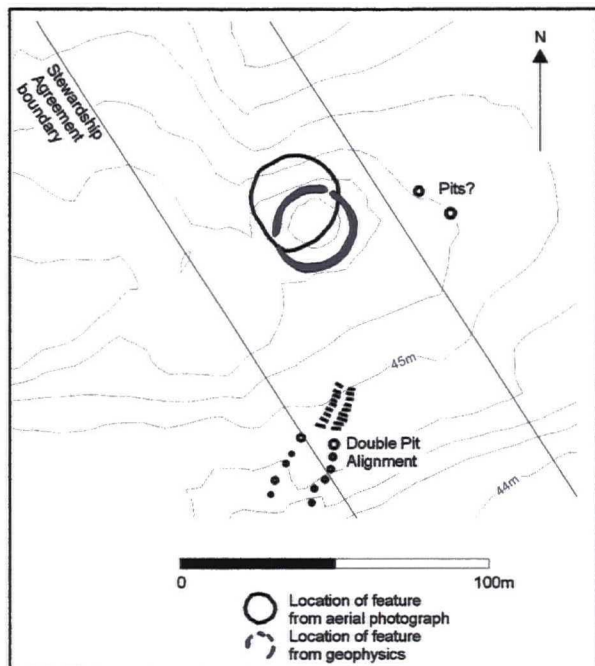 N
Stewardship
Agreement
boundary
Pits?
45m
Double Pit
Alignment
44m
0
100m
Location of feature
from aerial photograph
Location of feature
from geophysics